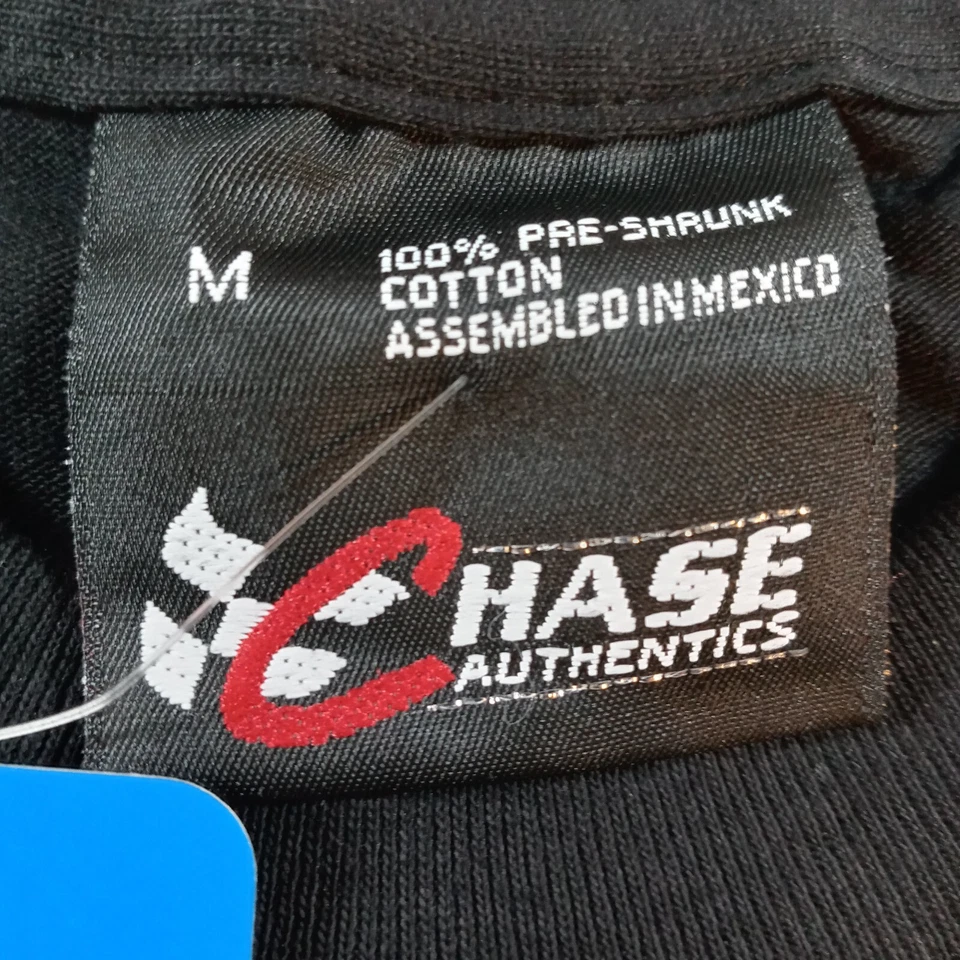 M
100% PRE-SHRUNK
COTTON
ASSEMBLED IN MEXICO
CHASE
AUTHENTICS